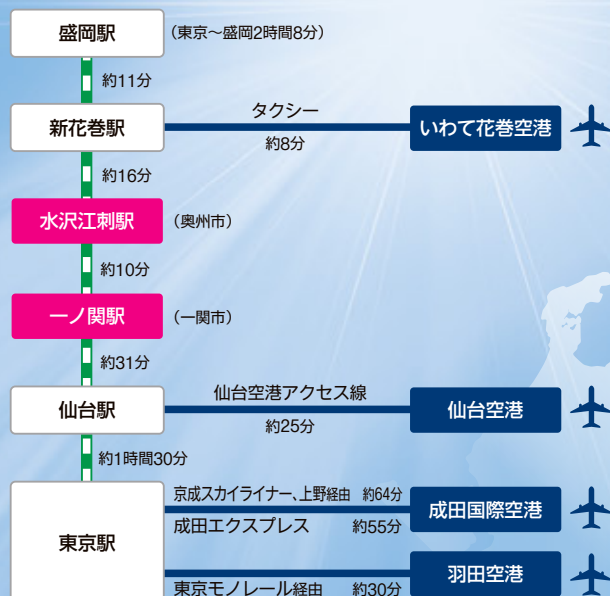 盛岡駅 (東京～盛岡2時間8分)
約11分
新花巻駅 タクシー いわて花巻空港
約8分
約16分
水沢江刺駅 (奥州市)
約10分
一ノ関駅 (一関市)
約31分
仙台駅 仙台空港アクセス線 仙台空港
約25分
約1時間30分
東京駅
京成スカイライナー、上野経由 約64分
成田エクスプレス 約55分
成田国際空港
東京モノレール経由 約30分
羽田空港